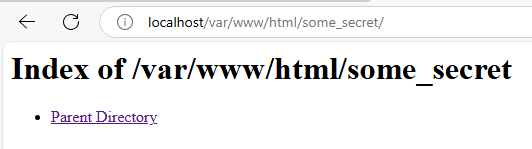 localhost/var/www/html/some_secret/
Index of /var/www/html/some_secret
Parent Directory